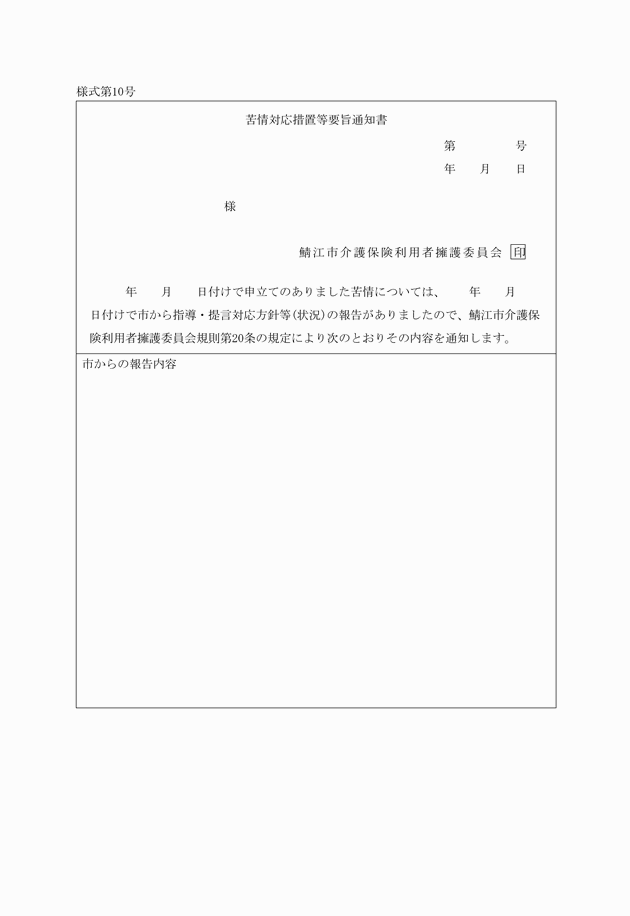 様式第10号
苦情対応措置等要旨通知書
第　　　　　号
年　　月　　日
様
鯖江市介護保険利用者擁護委員会 印
年　　月　　日付けで申立てのありました苦情については、　　年　　月
日付けで市から指導・提言対応方針等(状況)の報告がありましたので、鯖江市介護保
険利用者擁護委員会規則第20条の規定により次のとおりその内容を通知します。
市からの報告内容